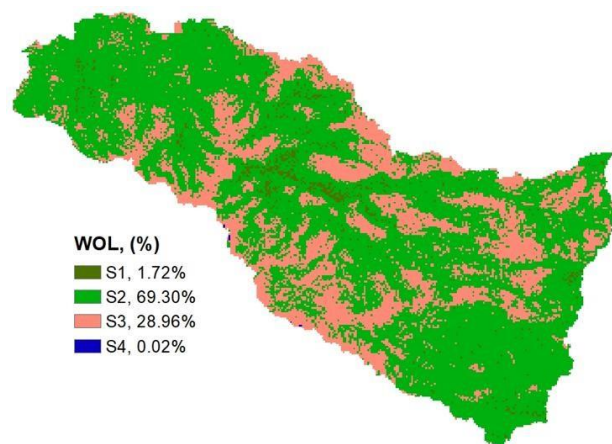 WOL, (%)
S1, 1.72%
S2, 69.30%
S3, 28.96%
S4, 0.02%